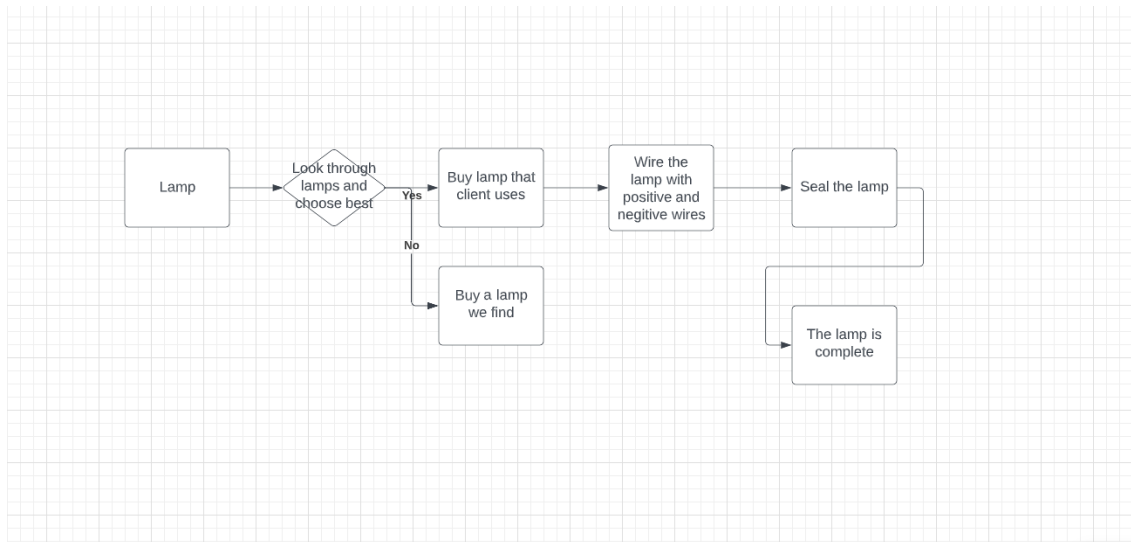 Lamp
Look through
lamps and
choose best
Yes
No
Buy lamp that
client uses
Buy a lamp
we find
Wire the
lamp with
positive and
negitive wires
Seal the lamp
The lamp is
complete